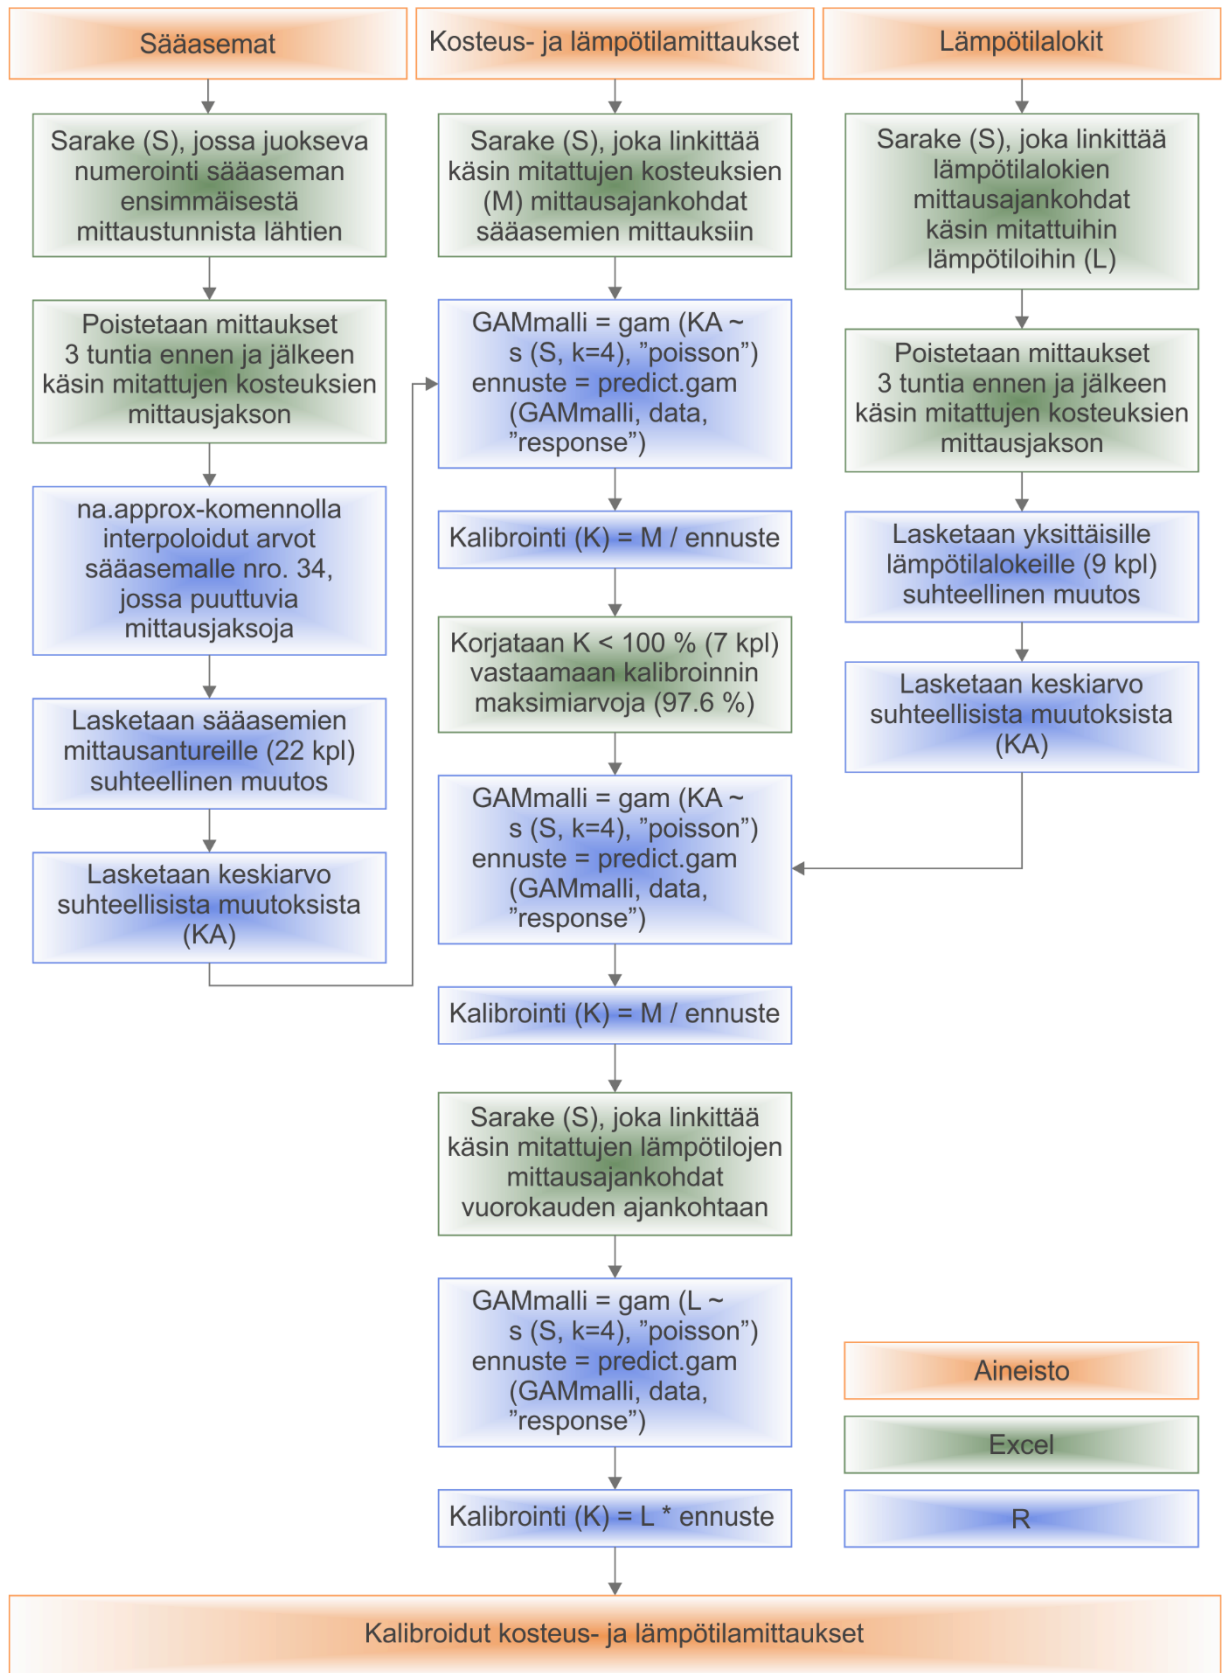 Sääasemat
Sarake (S), jossa juokseva
numerointi sääaseman
ensimmäisestä
mittaustunnista lähtien
Poistetaan mittaukset
3 tuntia ennen ja jälkeen
käsin mitattujen kosteuksien
mittausjakson
na.approx-komennolla
interpoloidut arvot
sääasemalle nro. 34,
jossa puuttuvia
mittausjaksoja
Lasketaan sääasemien
mittausantureille (22 kpl)
suhteellinen muutos
Lasketaan keskiarvo
suhteellisista muutoksista
(KA)
Kosteus- ja lämpötilamittaukset
Sarake (S), joka linkittää
käsin mitattujen kosteuksien
(M) mittausajankohdat
sääasemien mittauksiin
GAMmalli = gam (KA ~
s (S, k=4), ”poisson”)
ennuste = predict.gam
(GAMmalli, data,
”response”)
Kalibrointi (K) = M / ennuste
Korjataan K < 100 % (7 kpl)
vastaamaan kalibroinnin
maksimiarvoja (97.6 %)
GAMmalli = gam (KA ~
s (S, k=4), ”poisson”)
ennuste = predict.gam
(GAMmalli, data,
”response”)
Kalibrointi (K) = M / ennuste
Sarake (S), joka linkittää
käsin mitattujen lämpötilojen
mittausajankohdat
vuorokauden ajankohtaan
GAMmalli = gam (L ~
s (S, k=4), ”poisson”)
ennuste = predict.gam
(GAMmalli, data,
”response”)
Kalibrointi (K) = L * ennuste
Lämpötilalokit
Sarake (S), joka linkittää
lämpötilalokien
mittausajankohdat
käsin mitattuihin
lämpötiloihin (L)
Poistetaan mittaukset
3 tuntia ennen ja jälkeen
käsin mitattujen kosteuksien
mittausjakson
Lasketaan yksittäisille
lämpötilalokeille (9 kpl)
suhteellinen muutos
Lasketaan keskiarvo
suhteellisista muutoksista
(KA)
Aineisto
Excel
R
Kalibroidut kosteus- ja lämpötilamittaukset